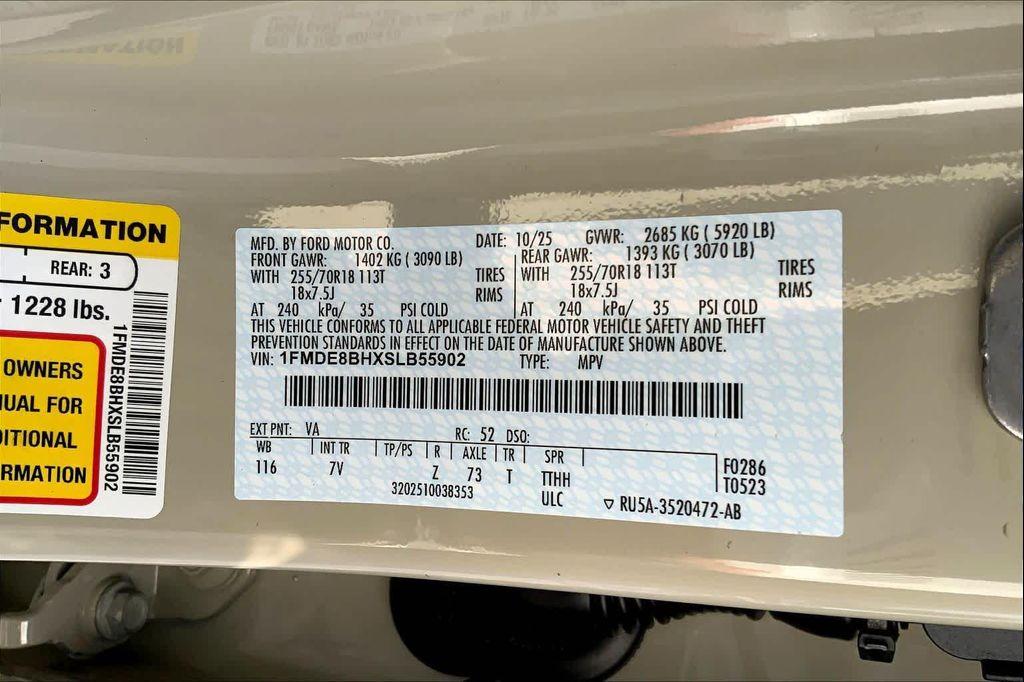 FORMATION
REAR: 3
1228 lbs.
OWNERS
UAL FOR
ITIONAL
RMATION
1FMDE8BHXSLB55902
MFD. BY FORD MOTOR CO. DATE: 10/25 GVWR: 2685 KG ( 5920 LB)
FRONT GAWR: 1402 KG ( 3090 LB) REAR GAWR: 1393 KG ( 3070 LB)
WITH 255/70R18 113T TIRES WITH 255/70R18 113T TIRES
18x7.5J RIMS 18x7.5J RIMS
AT 240 kPa/ 35 PSI COLD AT 240 kPa/ 35 PSI COLD
THIS VEHICLE CONFORMS TO ALL APPLICABLE FEDERAL MOTOR VEHICLE SAFETY AND THEFT
PREVENTION STANDARDS IN EFFECT ON THE DATE OF MANUFACTURE SHOWN ABOVE.
VIN: 1FMDE8BHXSLB55902 TYPE: MPV
EXT PNT: VA RC: 52 DSO:
WB INT TR TP/PS R AXLE TR SPR
116 7V Z 73 T TTHH
ULC
F0286
T0523
3202510038353
▽ RU5A-3520472-AB